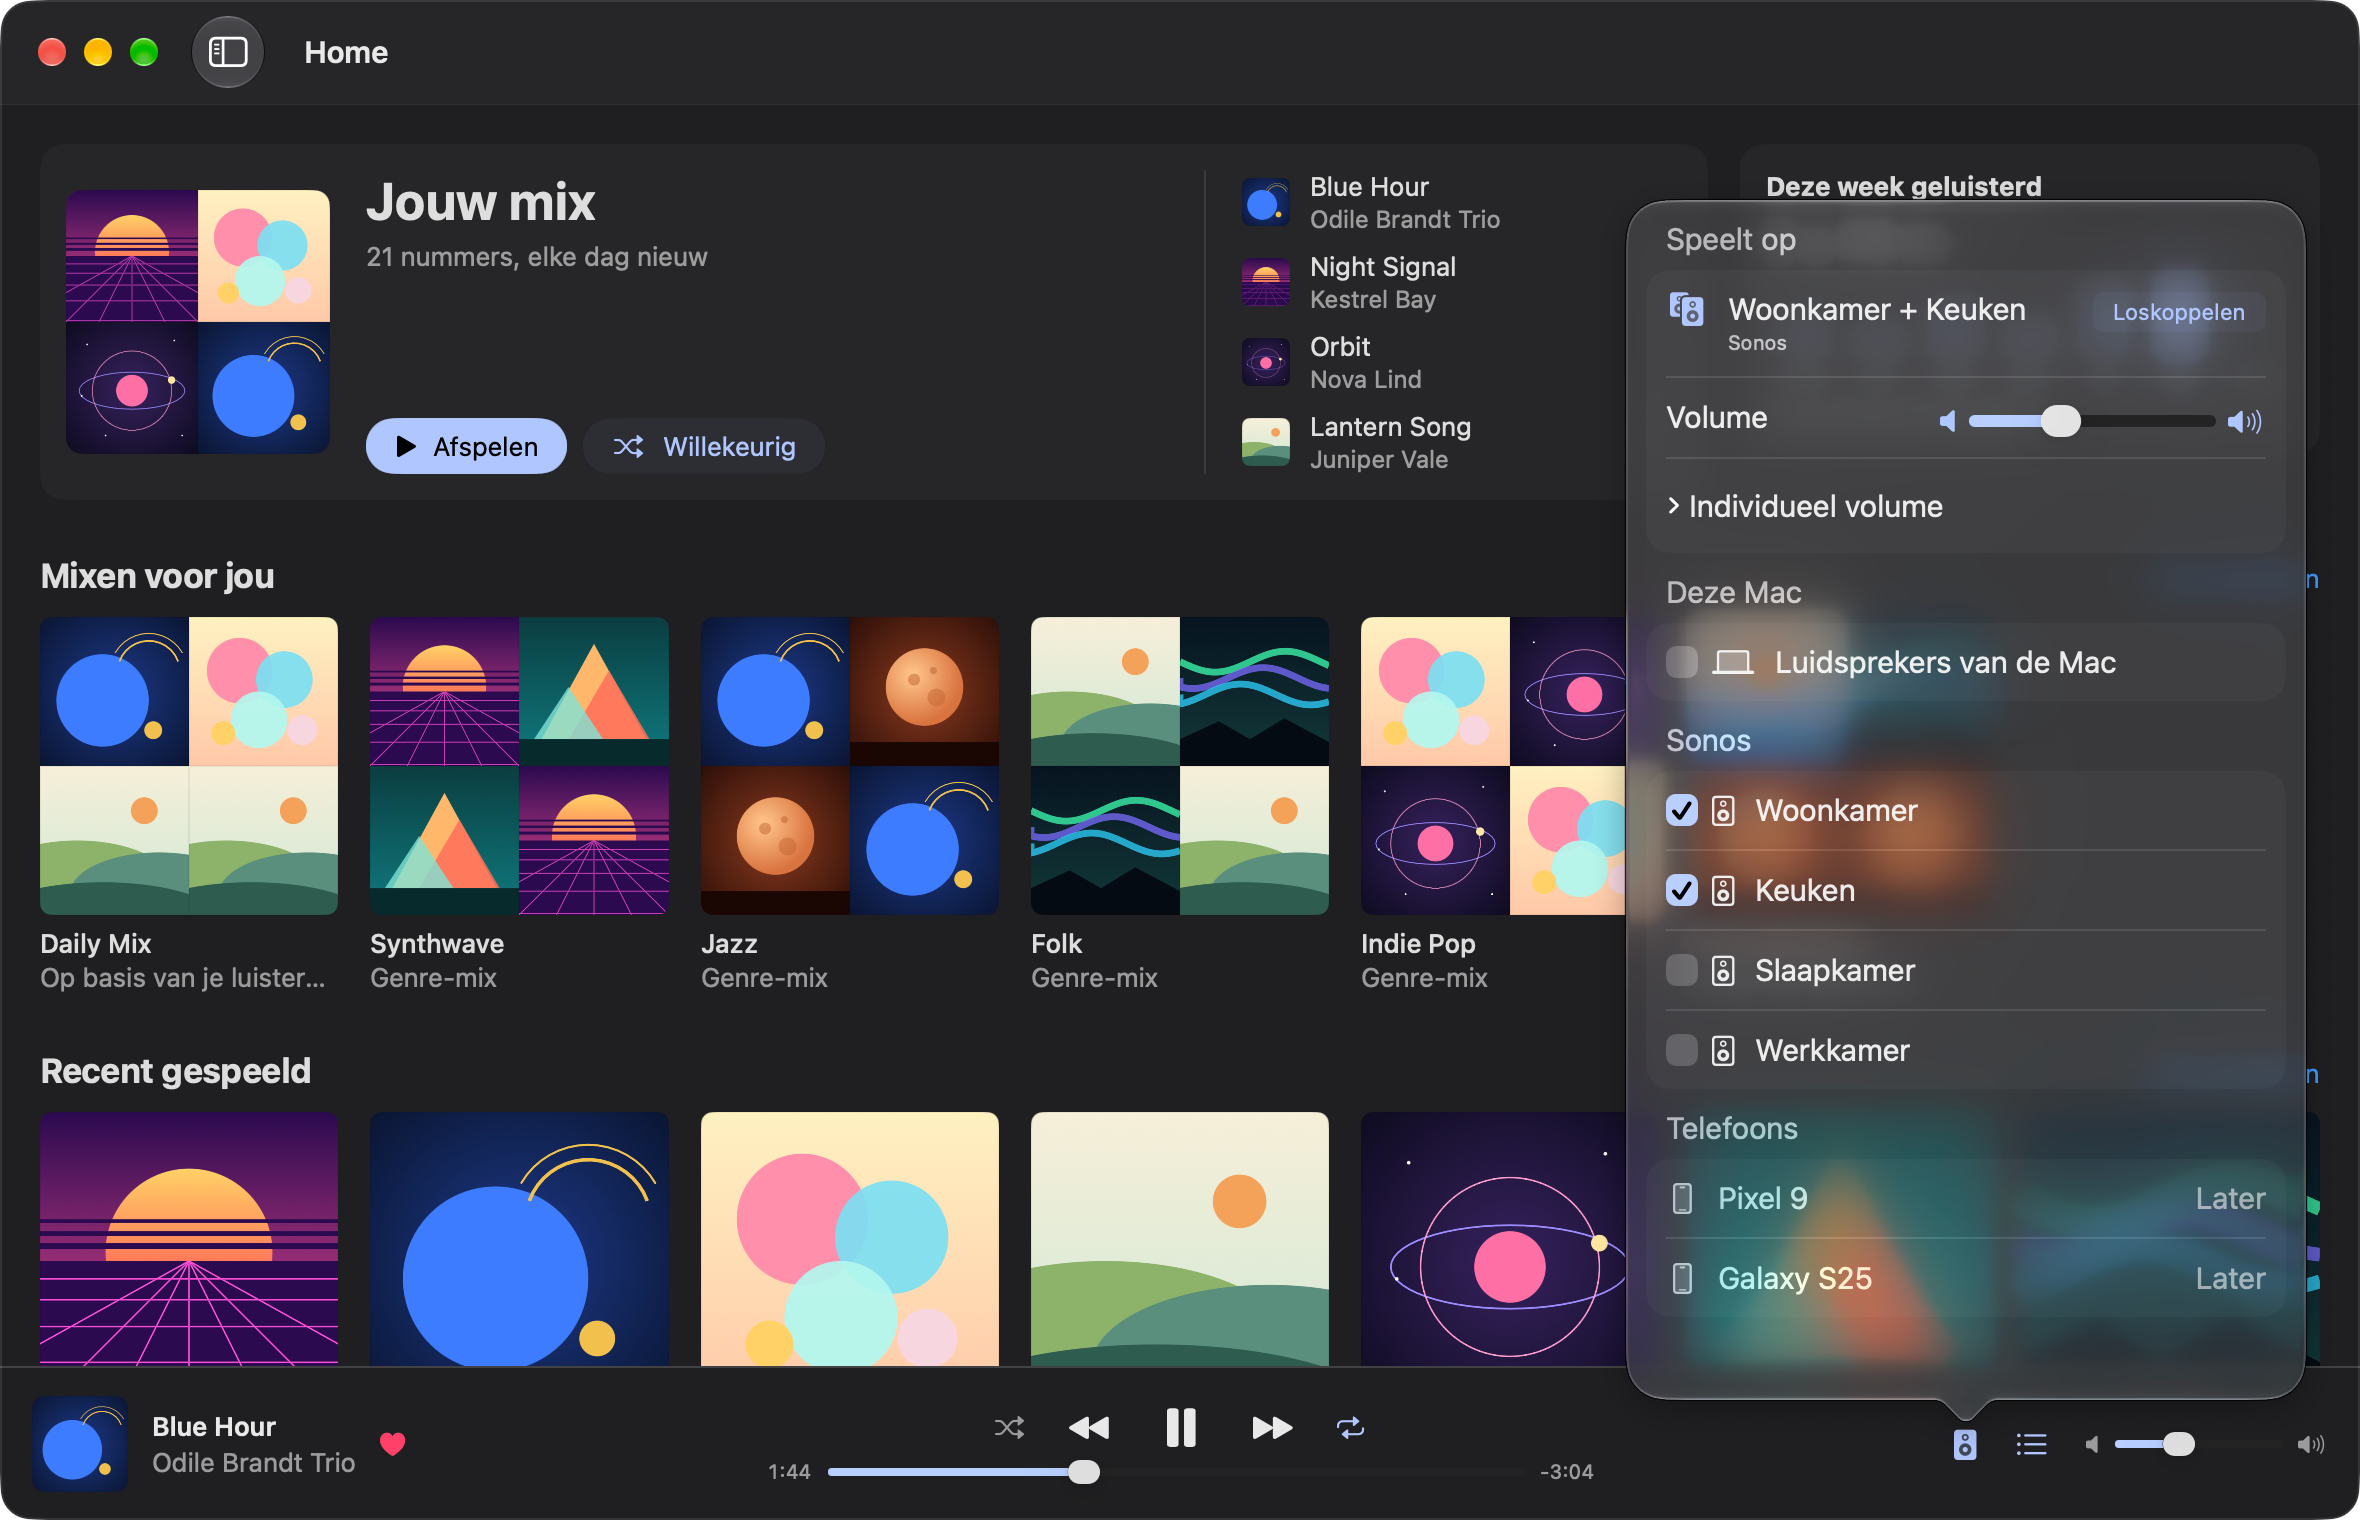 Home
Jouw mix
21 nummers, elke dag nieuw
Afspelen
Willekeurig
Blue Hour
Odile Brandt Trio
Night Signal
Kestrel Bay
Orbit
Nova Lind
Lantern Song
Juniper Vale
Deze week geluisterd
Mixen voor jou
Daily Mix
Op basis van je luister...
Synthwave
Genre-mix
Jazz
Genre-mix
Folk
Genre-mix
Indie Pop
Genre-mix
Recent gespeeld
Speelt op
Woonkamer + Keuken
Sonos
Loskoppelen
Volume
Individueel volume
Deze Mac
Luidsprekers van de Mac
Sonos
Woonkamer
Keuken
Slaapkamer
Werkkamer
Telefoons
Pixel 9
Later
Galaxy S25
Later
Blue Hour
Odile Brandt Trio
1:44
-3:04